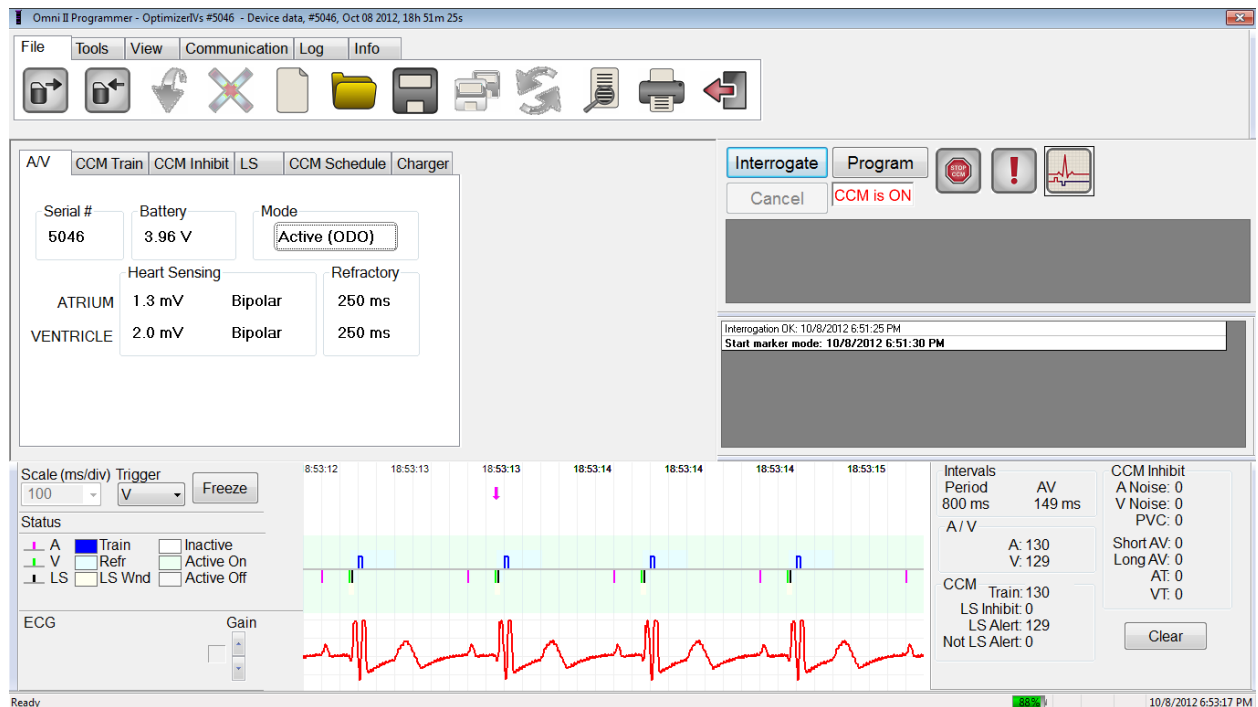 Omni II Programmer - OptimizerIVs #5046 - Device data, #5046, Oct 08 2012, 18h 51m 25s
File Tools View Communication Log Info
A/V CCM Train CCM Inhibit LS CCM Schedule Charger
Serial # Battery Mode
5046 3.96 V Active (ODO)
Heart Sensing Refractory
ATRIUM 1.3 mV Bipolar 250 ms
VENTRICLE 2.0 mV Bipolar 250 ms
Interrogate Program STOP CCM !
Cancel CCM is ON
Interrogation OK: 10/8/2012 6:51:25 PM
Start marker mode: 10/8/2012 6:51:30 PM
Scale (ms/div) Trigger
100 V Freeze
Status
A Train Inactive
V Refr Active On
LS LS Wnd Active Off
ECG Gain
8:53:12 18:53:13 18:53:13 18:53:14 18:53:14 18:53:14 18:53:15
Intervals
Period AV
800 ms 149 ms
A / V
A: 130
V: 129
CCM
Train: 130
LS Inhibit: 0
LS Alert: 129
Not LS Alert: 0
CCM Inhibit
A Noise: 0
V Noise: 0
PVC: 0
Short AV: 0
Long AV: 0
AT: 0
VT: 0
Clear
Ready 88% 10/8/2012 6:53:17 PM